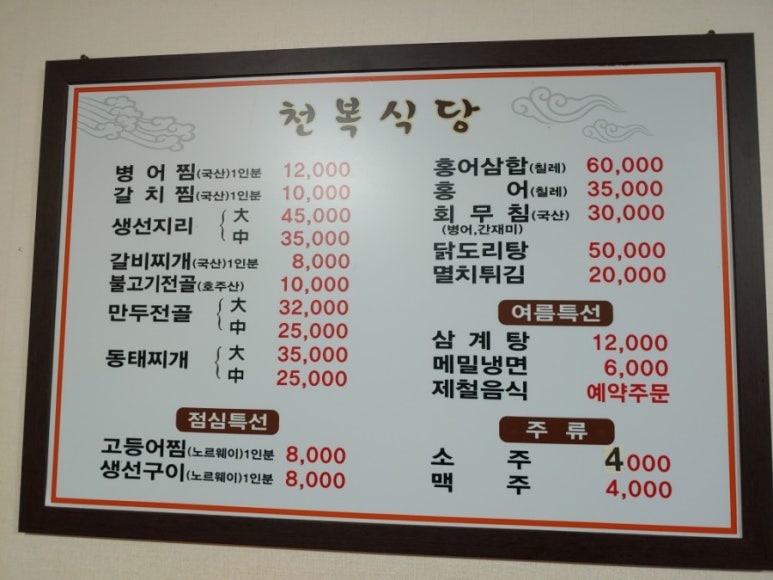 천복식당
병어찜(국산)1인분 12,000
갈치찜(국산)1인분 10,000
생선지리 大 45,000
中 35,000
갈비찌개(국산)1인분 8,000
불고기전골(호주산) 10,000
만두전골 大 32,000
中 25,000
동태찌개 大 35,000
中 25,000
점심특선
고등어찜(노르웨이)1인분 8,000
생선구이(노르웨이)1인분 8,000
홍어삼합(칠레) 60,000
홍어(칠레) 35,000
회무침(국산) 30,000
(병어,간재미)
닭도리탕 50,000
멸치튀김 20,000
여름특선
삼계탕 12,000
메밀냉면 6,000
제철음식 예약주문
주류
소주 4000
맥주 4,000